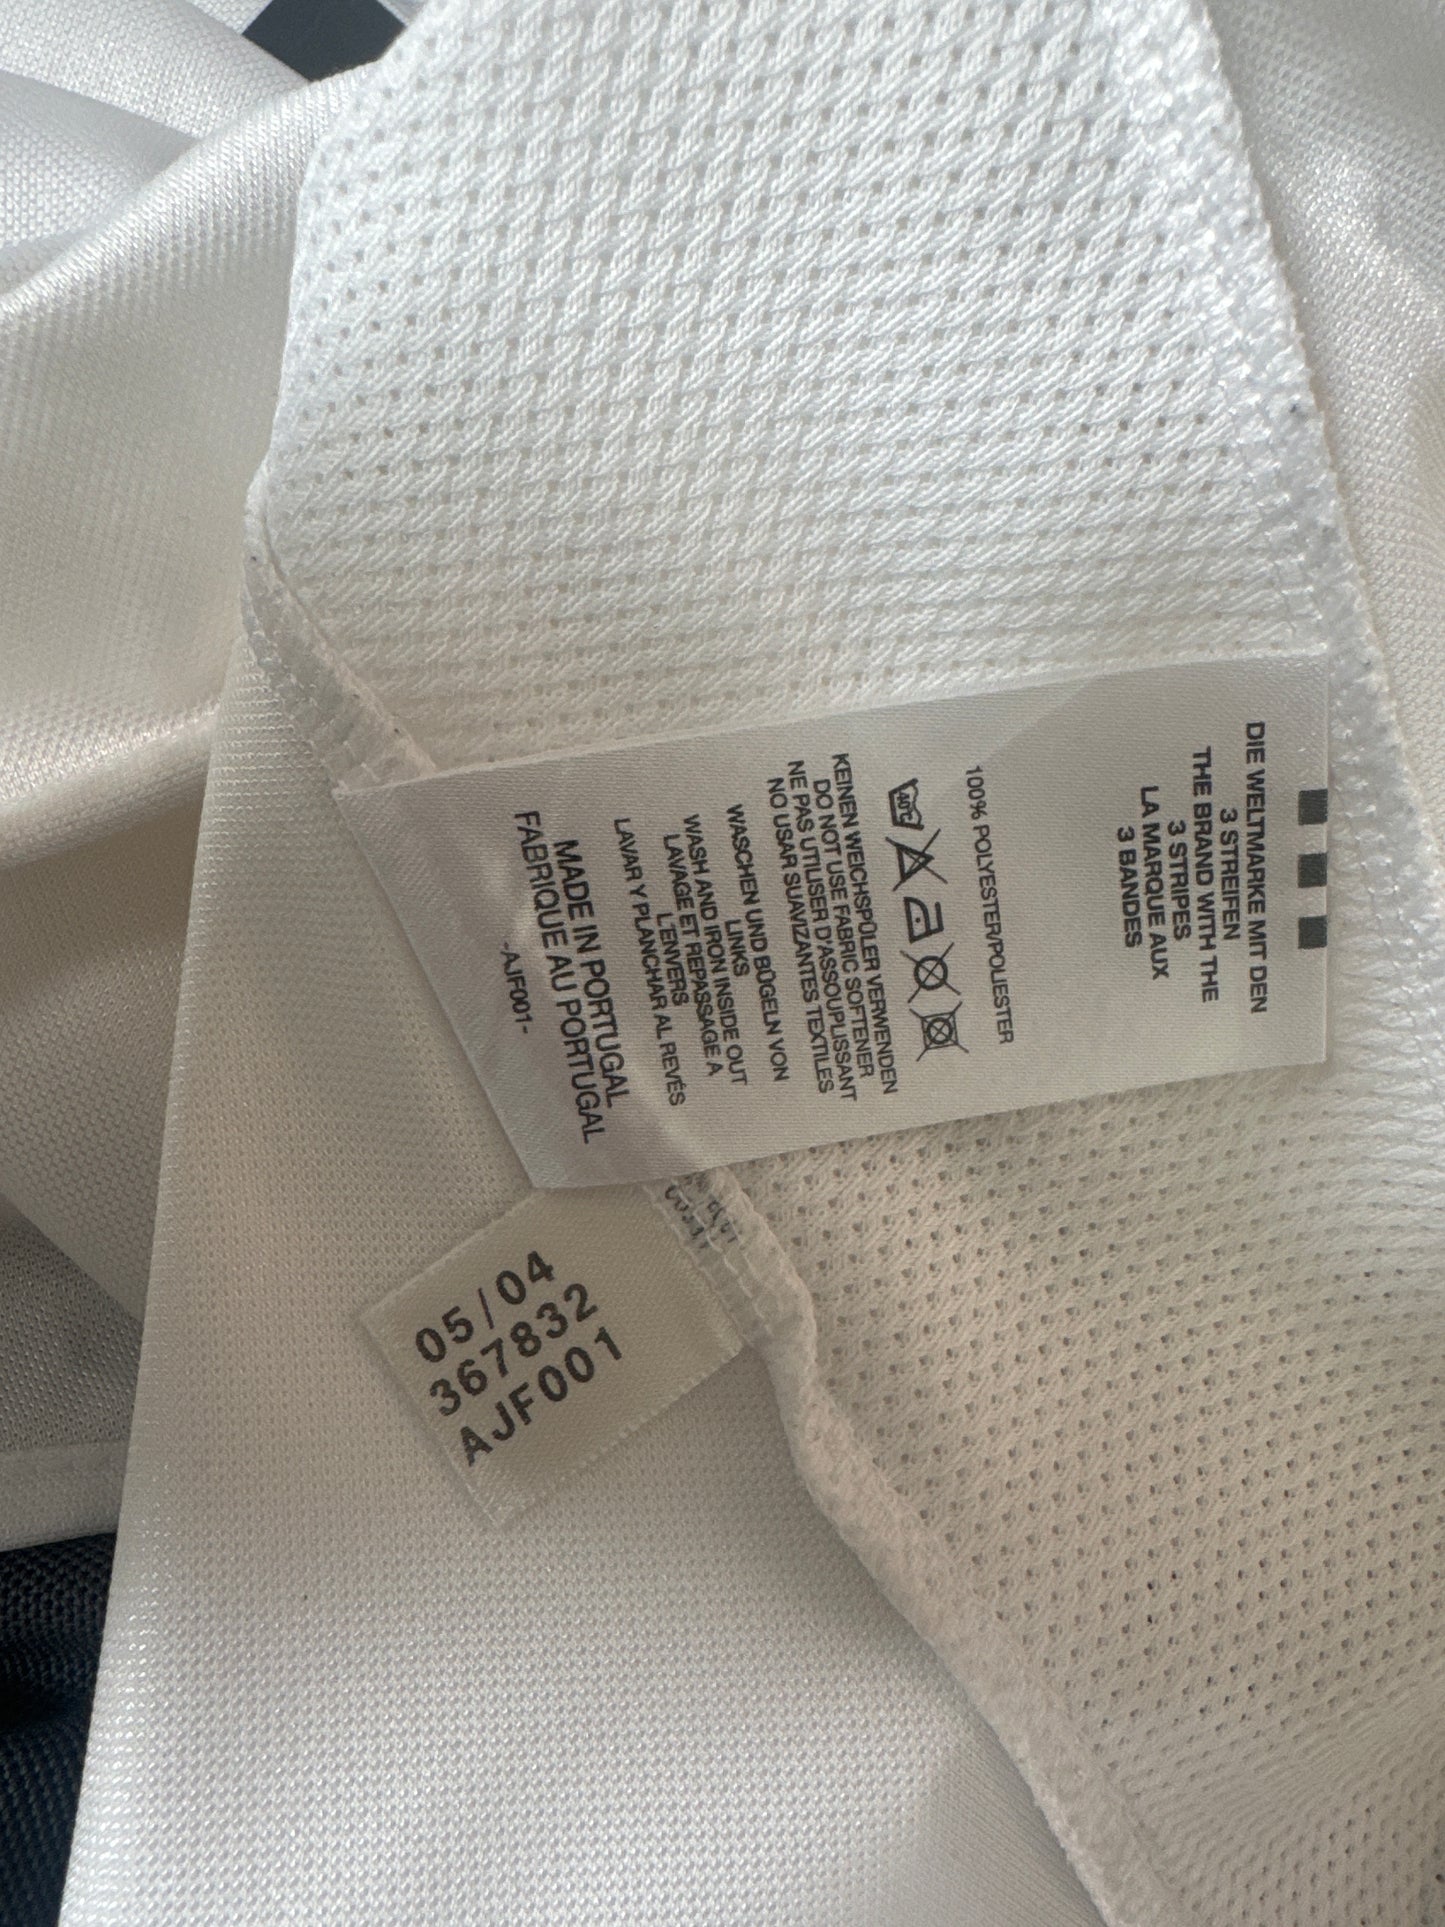 DIE WELTMARKE MIT DEN
3 STREIFEN
THE BRAND WITH THE
3 STRIPES
LA MARQUE AUX
3 BANDES
100% POLYESTER/POLIESTER
40°C
KEINEN WEICHSPÜLER VERWENDEN
DO NOT USE FABRIC SOFTENER
NE PAS UTILISER D'ASSOUPLISSANT
NO USAR SUAVIZANTES TEXTILES
WASCHEN UND BÜGELN VON
LINKS
WASH AND IRON INSIDE OUT
LAVAGE ET REPASSAGE A
L'ENVERS
LAVAR Y PLANCHAR AL REVÉS
MADE IN PORTUGAL
FABRIQUE AU PORTUGAL
-AJF001-
05/04
367832
AJF001